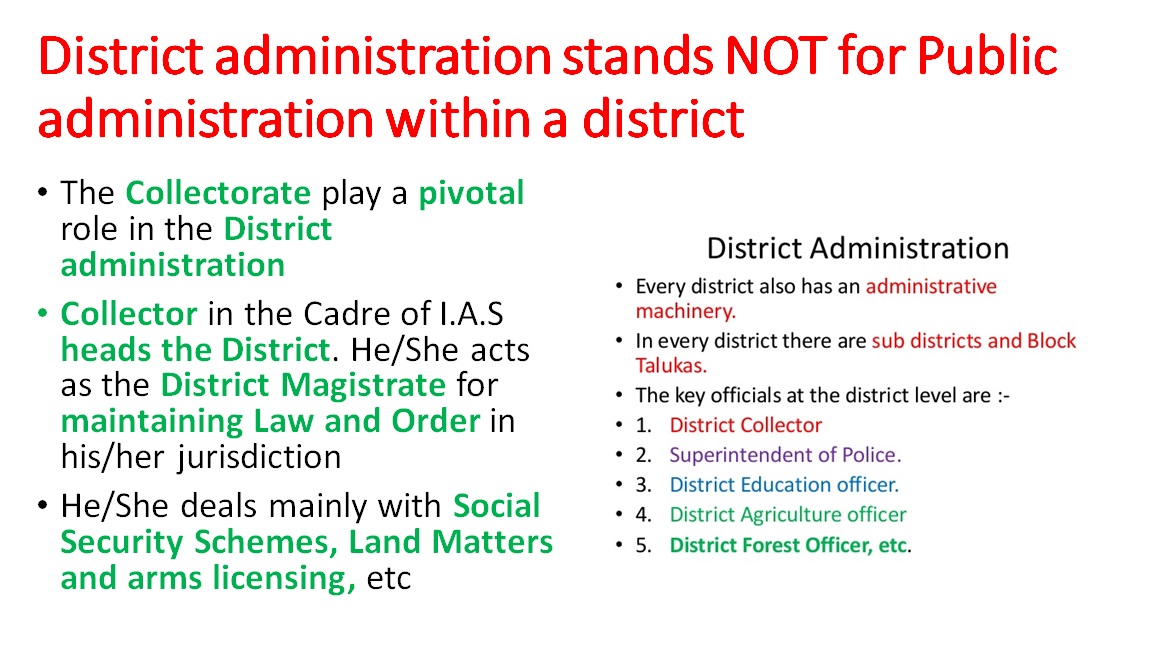 District administration stands NOT for Public
administration within a district
• The Collectorate play a pivotal
role in the District
administration
• Collector in the Cadre of I.A.S
heads the District. He/She acts
as the District Magistrate for
maintaining Law and Order in
his/her jurisdiction
• He/She deals mainly with Social
Security Schemes, Land Matters
and arms licensing, etc
District Administration
• Every district also has an administrative
machinery.
• In every district there are sub districts and Block
Talukas.
• The key officials at the district level are :-
• 1. District Collector
• 2. Superintendent of Police.
• 3. District Education officer.
• 4. District Agriculture officer
• 5. District Forest Officer, etc.